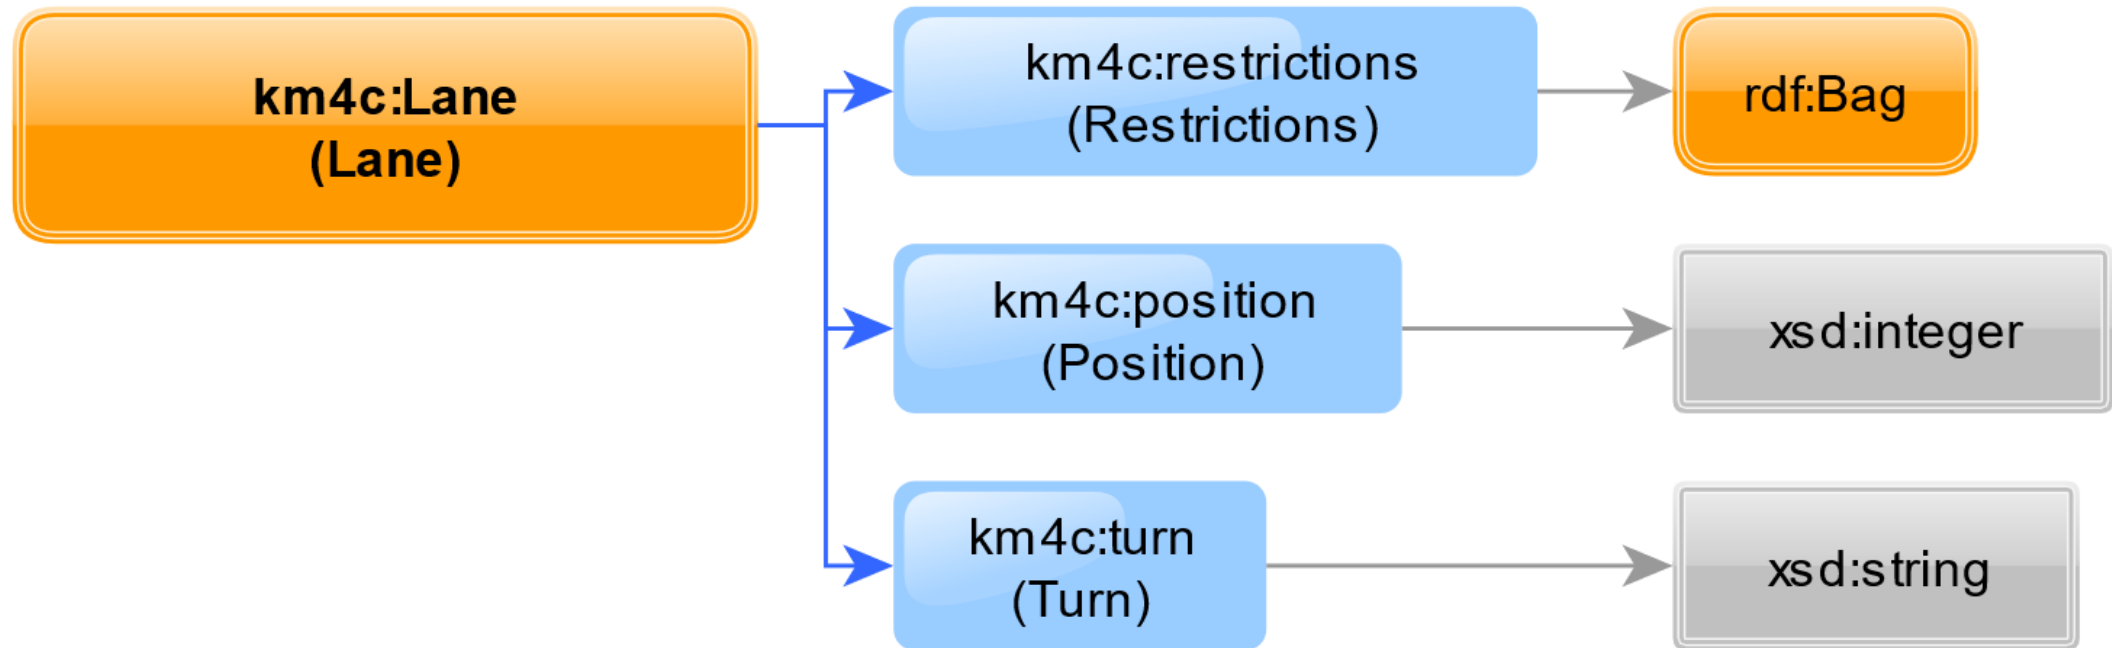 km4c:Lane
(Lane)
km4c:restrictions
(Restrictions)
rdf:Bag
km4c:position
(Position)
xsd:integer
km4c:turn
(Turn)
xsd:string